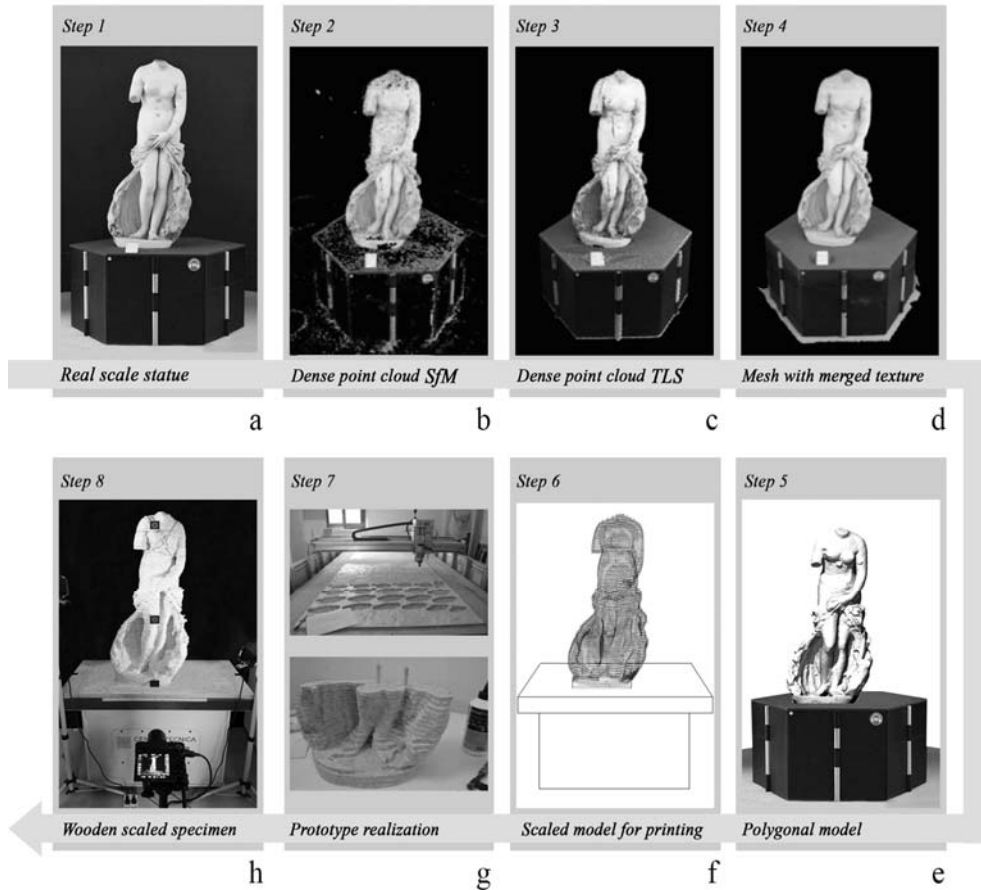 Step 1
Step 2
Step 3
Step 4
Real scale statue
Dense point cloud SfM
Dense point cloud TLS
Mesh with merged texture
a
b
c
d
Step 8
Step 7
Step 6
Step 5
Wooden scaled specimen
Prototype realization
Scaled model for printing
Polygonal model
h
g
f
e